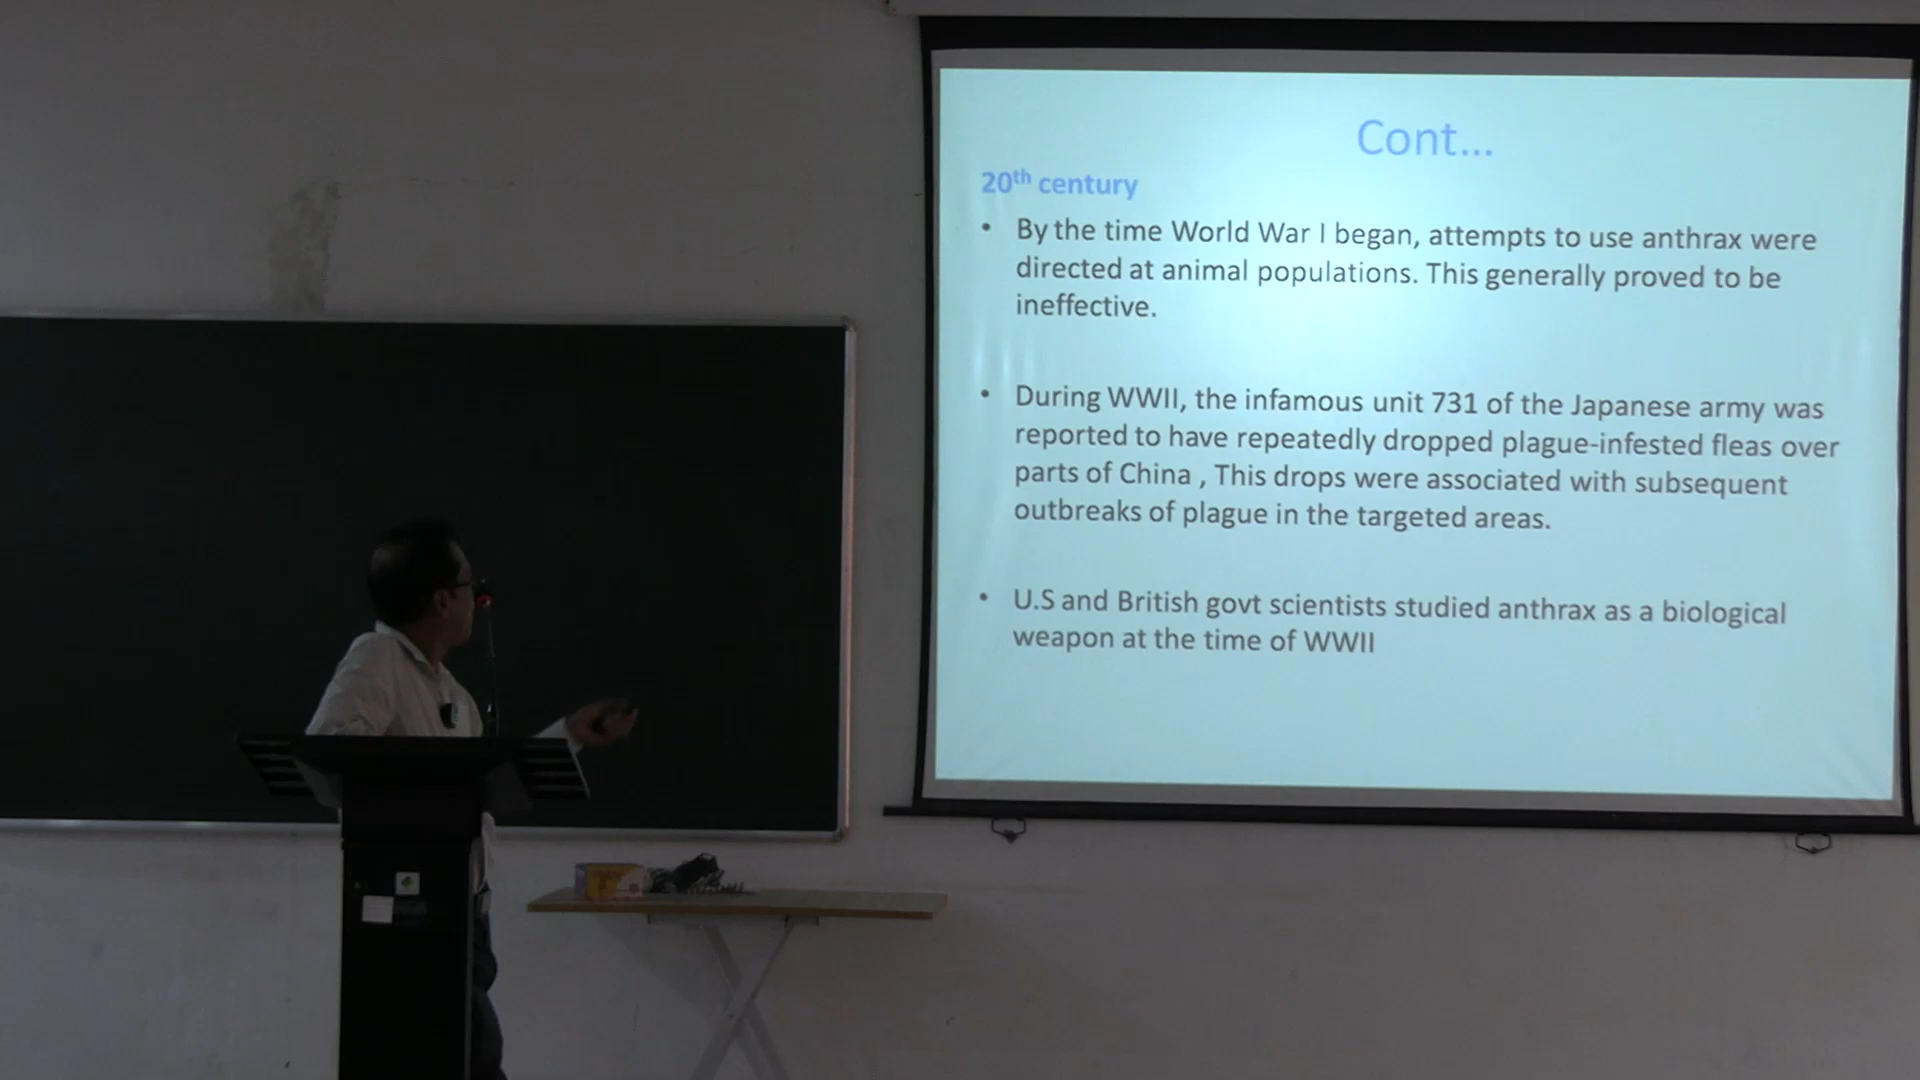 Cont...
20th century
• By the time World War I began, attempts to use anthrax were
directed at animal populations. This generally proved to be
ineffective.
• During WWII, the infamous unit 731 of the Japanese army was
reported to have repeatedly dropped plague-infested fleas over
parts of China , This drops were associated with subsequent
outbreaks of plague in the targeted areas.
• U.S and British govt scientists studied anthrax as a biological
weapon at the time of WWII